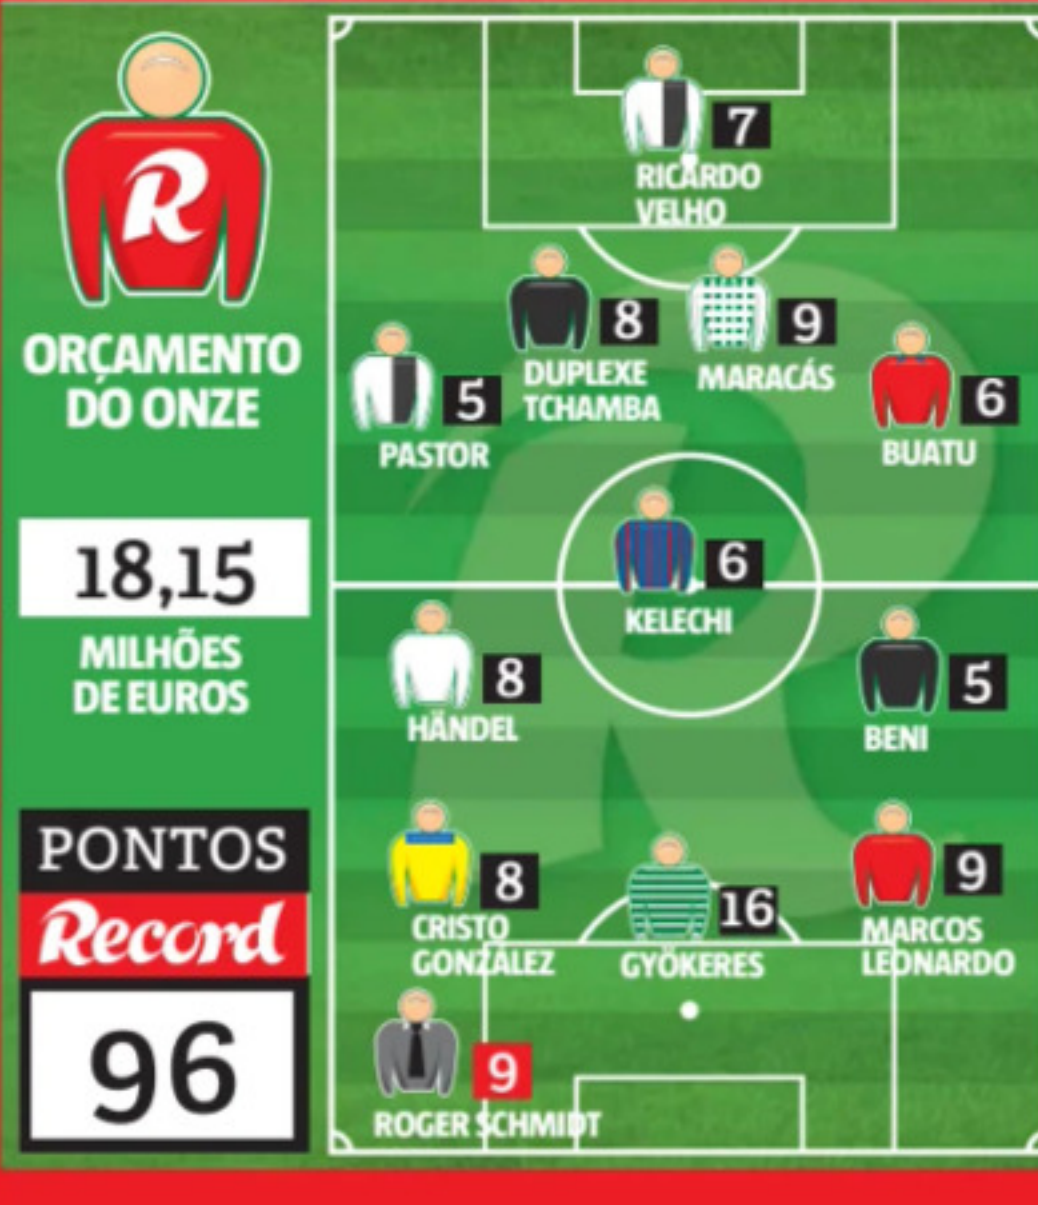 R
ORÇAMENTO
DO ONZE
18,15
MILHÕES
DE EUROS
PONTOS
Record
96
7
RICARDO
VELHO
8
DUPLEXE
TCHAMBA
9
MARACÁS
5
PASTOR
6
BUATU
6
KELECHI
8
HÄNDEL
5
BENI
8
CRISTO
GONZÁLEZ
16
GYÖKERES
9
MARCOS
LEONARDO
9
ROGER SCHMIDT